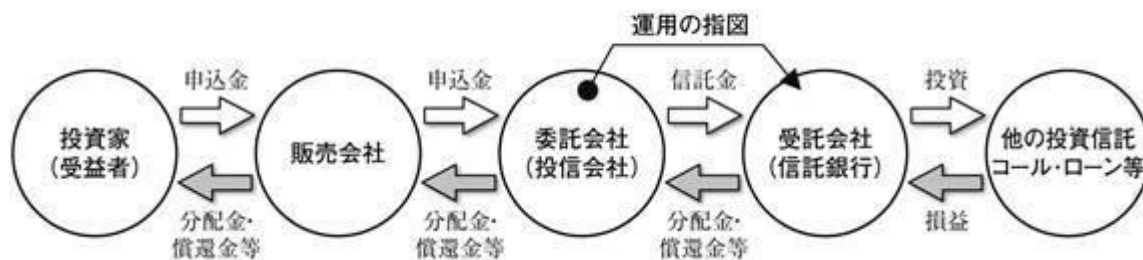 運用の指図
申込金
申込金
信託金
投資
投資家
(受益者)
販売会社
委託会社
(投信会社)
受託会社
(信託銀行)
他の投資信託
コール・ローン等
分配金・
償還金等
分配金・
償還金等
分配金・
償還金等
損益